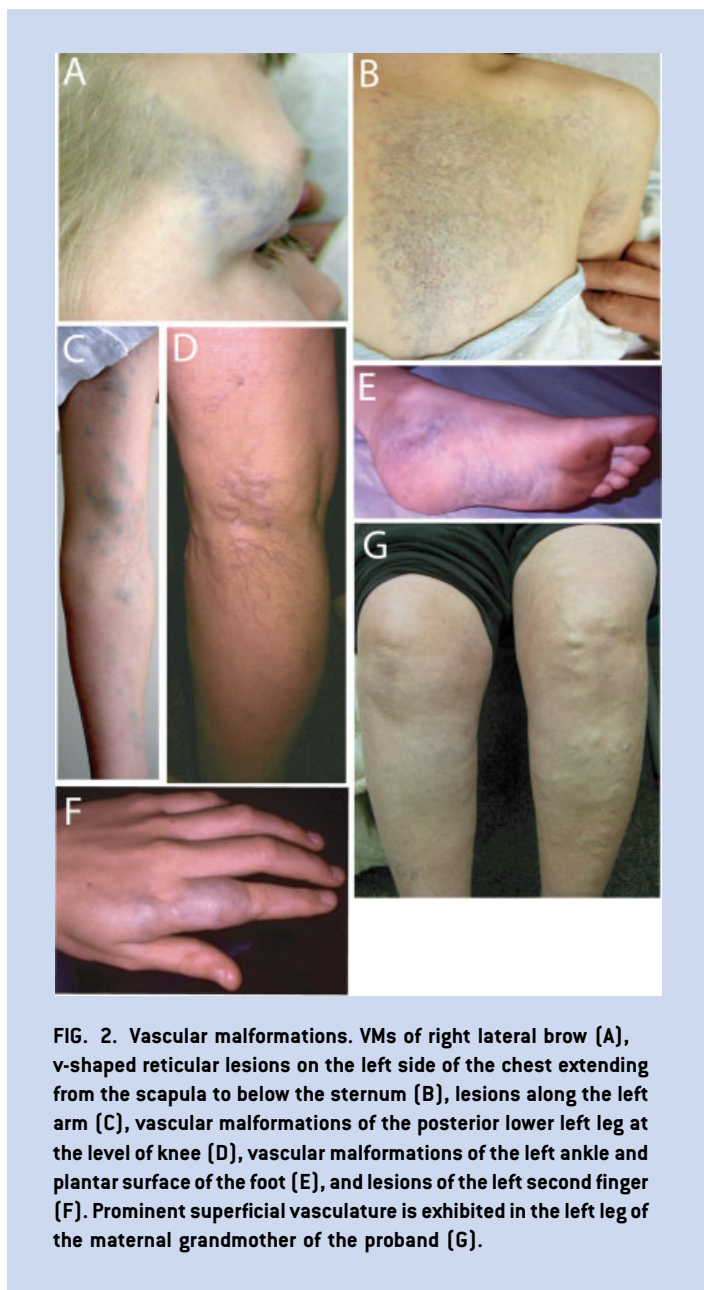 A
B
C
D
E
G
F
FIG. 2. Vascular malformations. VMs of right lateral brow (A),
v-shaped reticular lesions on the left side of the chest extending
from the scapula to below the sternum (B), lesions along the left
arm (C), vascular malformations of the posterior lower left leg at
the level of knee (D), vascular malformations of the left ankle and
plantar surface of the foot (E), and lesions of the left second finger
(F). Prominent superficial vasculature is exhibited in the left leg of
the maternal grandmother of the proband (G).